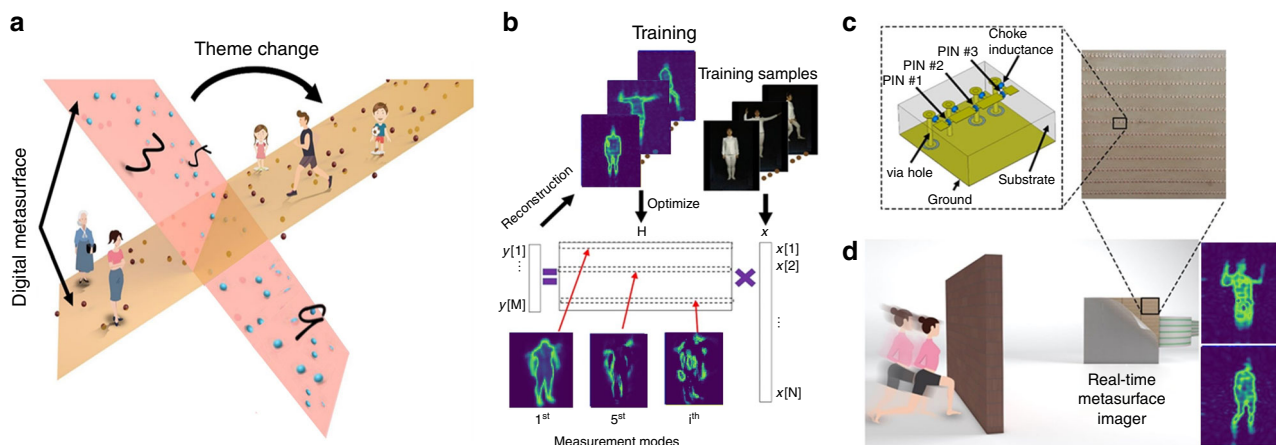 a
Theme change
Digital metasurface
b
Training
Training samples
Reconstruction
Optimize
H
x
y[1]
⋮
y[M]
=
×
x[1]
x[2]
⋮
x[N]
1st
5st
ith
Measurement modes
c
Choke
inductance
PIN #3
PIN #2
PIN #1
via hole
Ground
Substrate
d
Real-time
metasurface
imager